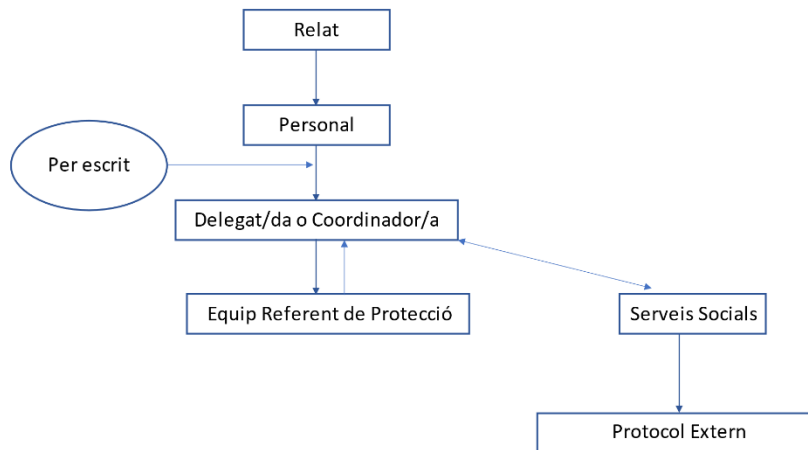 Relat
Personal
Per escrit
Delegat/da o Coordinador/a
Equip Referent de Protecció
Serveis Socials
Protocol Extern